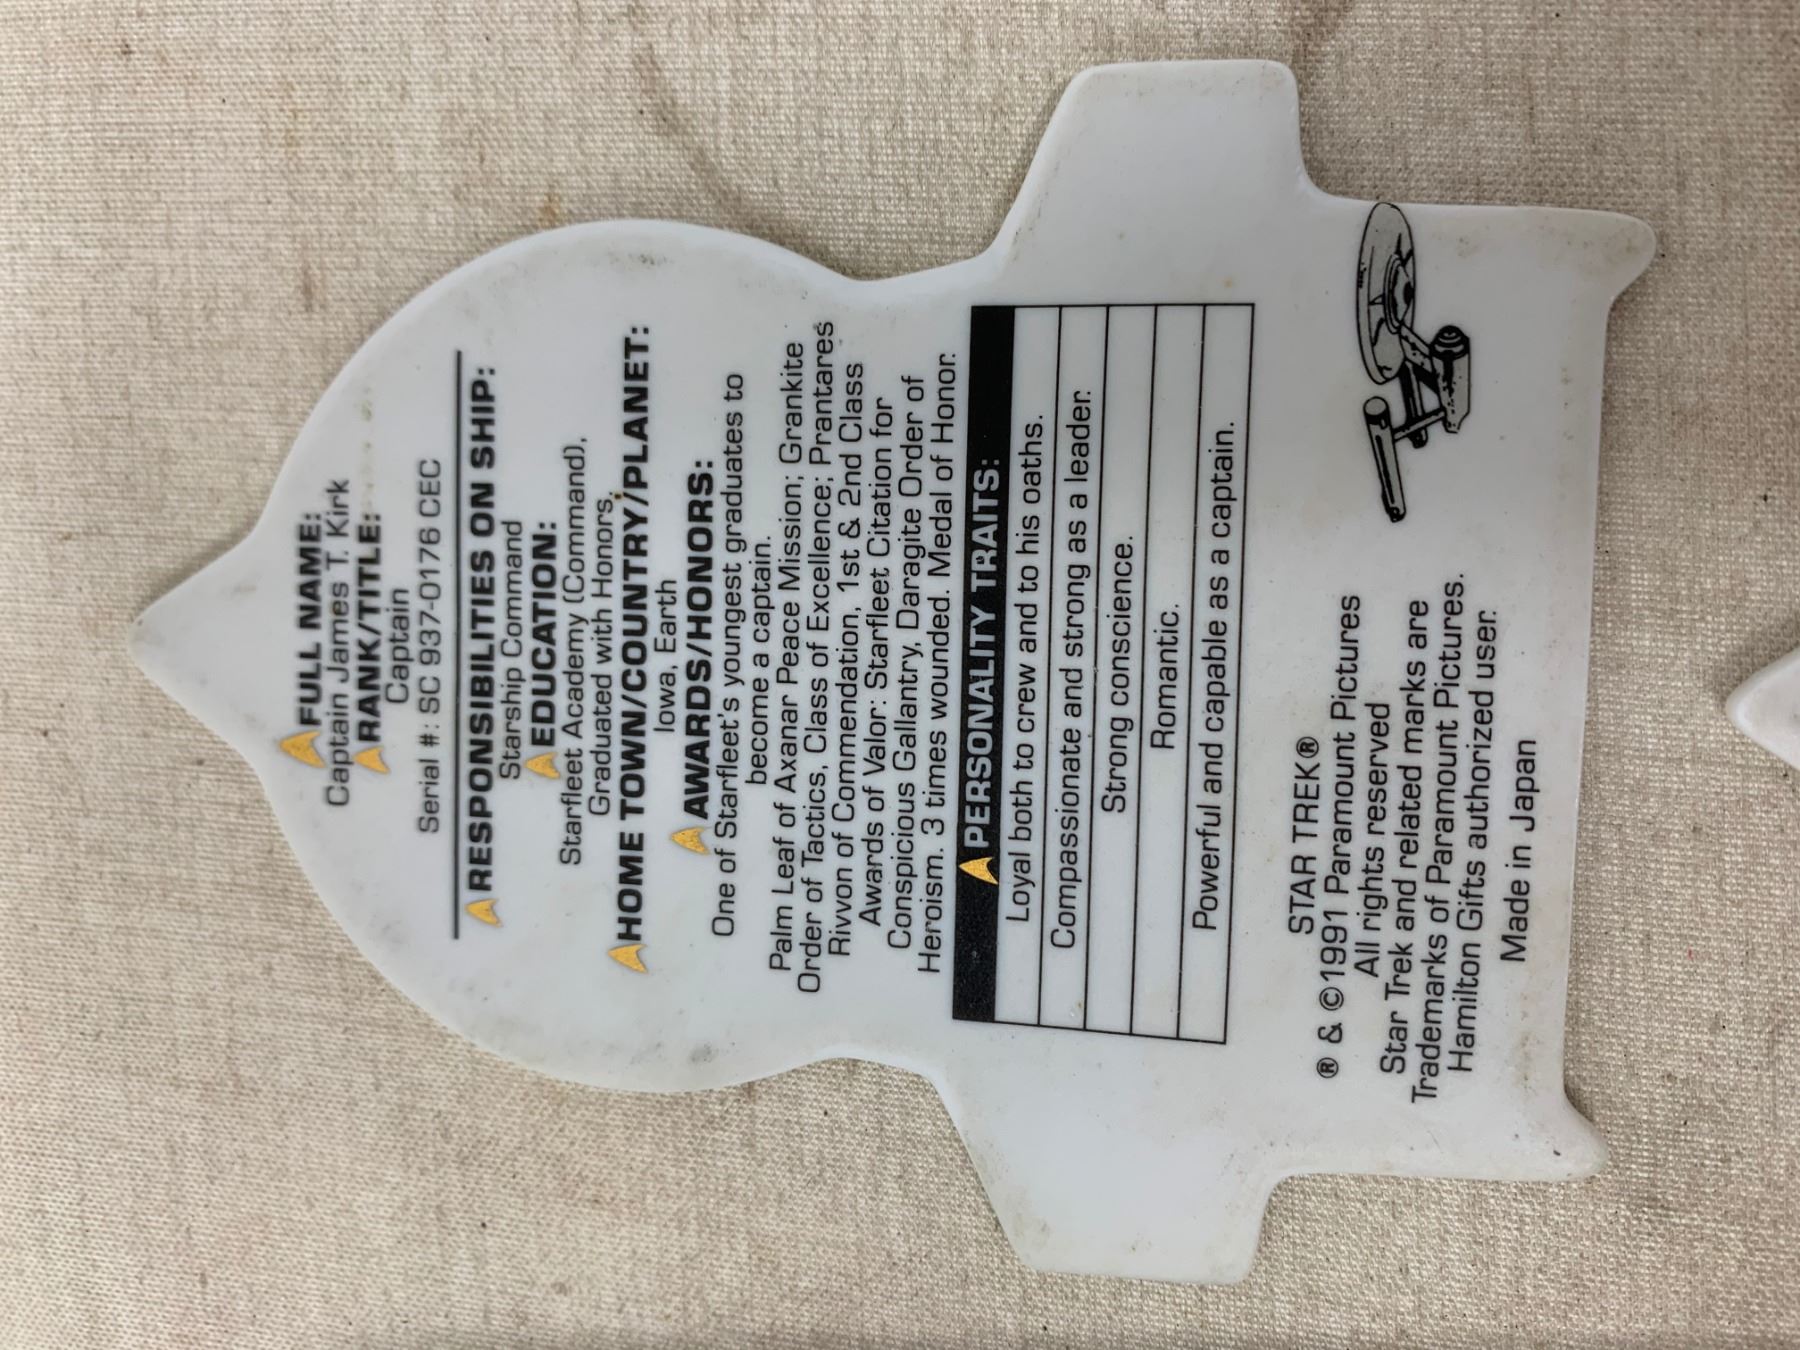 FULL NAME:
Captain James T. Kirk
RANK/TITLE:
Captain
Serial #: SC 937-0176 CEC
RESPONSIBILITIES ON SHIP:
Starship Command
EDUCATION:
Starfleet Academy (Command),
Graduated with Honors.
HOME TOWN/COUNTRY/PLANET:
Iowa, Earth
AWARDS/HONORS:
One of Starfleet's youngest graduates to
become a captain.
Palm Leaf of Axanar Peace Mission; Grankite
Order of Tactics, Class of Excellence; Prantares
Rivvon of Commendation, 1st & 2nd Class
Awards of Valor: Starfleet Citation for
Conspicious Gallantry, Daragite Order of
Heroism. 3 times wounded. Medal of Honor.
PERSONALITY TRAITS:
Loyal both to crew and to his oaths.
Compassionate and strong as a leader.
Strong conscience.
Romantic.
Powerful and capable as a captain.
STAR TREK®
® & ©1991 Paramount Pictures
All rights reserved
Star Trek and related marks are
Trademarks of Paramount Pictures.
Hamilton Gifts authorized user.
Made in Japan